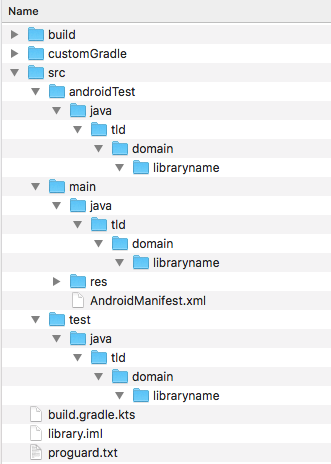 Name
build
customGradle
src
androidTest
java
tld
domain
libraryname
main
java
tld
domain
libraryname
res
AndroidManifest.xml
test
java
tld
domain
libraryname
build.gradle.kts
library.iml
proguard.txt